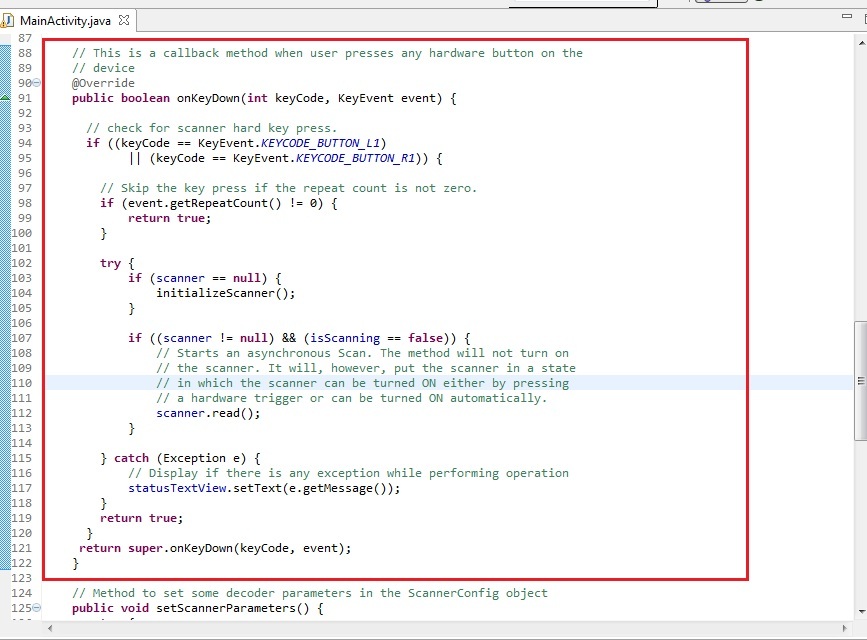 MainActivity.java
87
88 // This is a callback method when user presses any hardware button on the
89 // device
90 @Override
91 public boolean onKeyDown(int keyCode, KeyEvent event) {
92
93 // check for scanner hard key press.
94 if ((keyCode == KeyEvent.KEYCODE_BUTTON_L1)
95 || (keyCode == KeyEvent.KEYCODE_BUTTON_R1)) {
96
97 // Skip the key press if the repeat count is not zero.
98 if (event.getRepeatCount() != 0) {
99 return true;
100 }
101
102 try {
103 if (scanner == null) {
104 initializeScanner();
105 }
106
107 if ((scanner != null) && (isScanning == false)) {
108 // Starts an asynchronous Scan. The method will not turn on
109 // the scanner. It will, however, put the scanner in a state
110 // in which the scanner can be turned ON either by pressing
111 // a hardware trigger or can be turned ON automatically.
112 scanner.read();
113 }
114
115 } catch (Exception e) {
116 // Display if there is any exception while performing operation
117 statusTextView.setText(e.getMessage());
118 }
119 return true;
120 }
121 return super.onKeyDown(keyCode, event);
122 }
123
124 // Method to set some decoder parameters in the ScannerConfig object
125 public void setScannerParameters() {